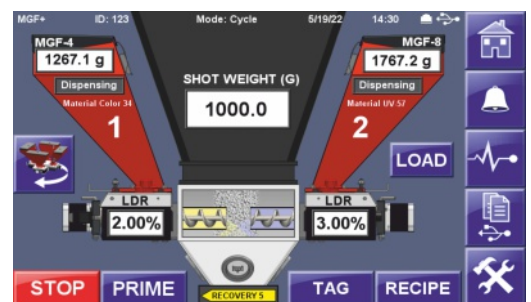 MGF+ ID: 123 Mode: Cycle 5/19/22 14:30
MGF-4
1267.1 g
Dispensing
Material Color 34
1
SHOT WEIGHT (G)
1000.0
MGF-8
1767.2 g
Dispensing
Material UV 57
2
LOAD
LDR
2.00%
LDR
3.00%
STOP
PRIME
RECOVERY 5
TAG
RECIPE